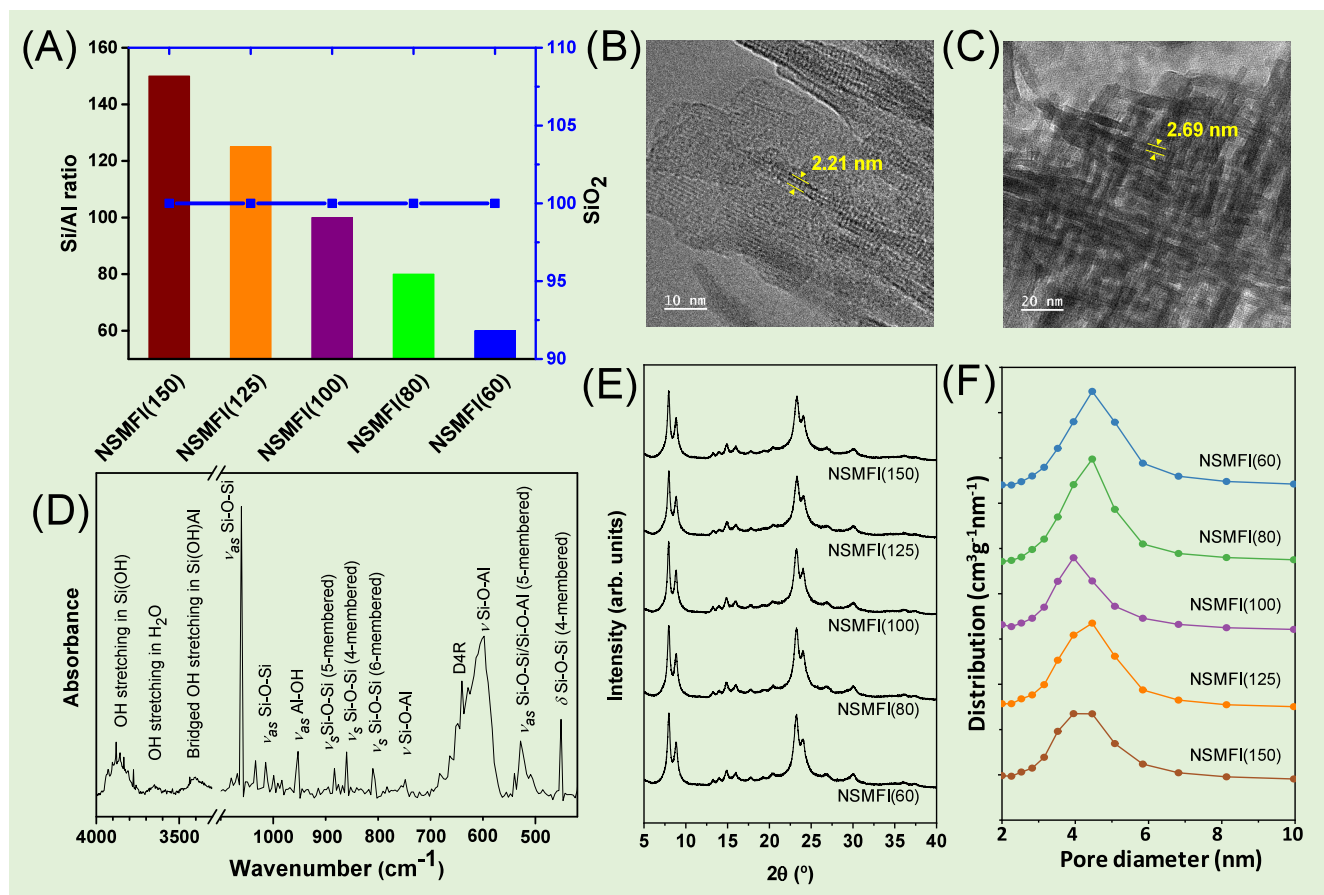 (A)
160
140
120
100
80
60
Si/Al ratio
110
105
100
95
90
SiO2
NSMFI(150)
NSMFI(125)
NSMFI(100)
NSMFI(80)
NSMFI(60)
(B)
2.21 nm
10 nm
(C)
2.69 nm
20 nm
(D)
Absorbance
OH stretching in Si(OH)
OH stretching in H2O
Bridged OH stetching in Si(OH)Al
νas Si-O-Si
νas Si-O-Si
νas Al-OH
νs Si-O-Si (5-membered)
νs Si-O-Si (4-membered)
νs Si-O-Si (6-membered)
ν Si-O-Al
D4R
ν Si-O-Al
νas Si-O-Si/Si-O-Al (5-membered)
δ Si-O-Si (4-membered)
4000 3500 1000 900 800 700 600 500
Wavenumber (cm-1)
(E)
Intensity (arb. units)
NSMFI(150)
NSMFI(125)
NSMFI(100)
NSMFI(80)
NSMFI(60)
5 10 15 20 25 30 35 40
2θ (º)
(F)
Distribution (cm3g-1nm-1)
NSMFI(60)
NSMFI(80)
NSMFI(100)
NSMFI(125)
NSMFI(150)
2 4 6 8 10
Pore diameter (nm)